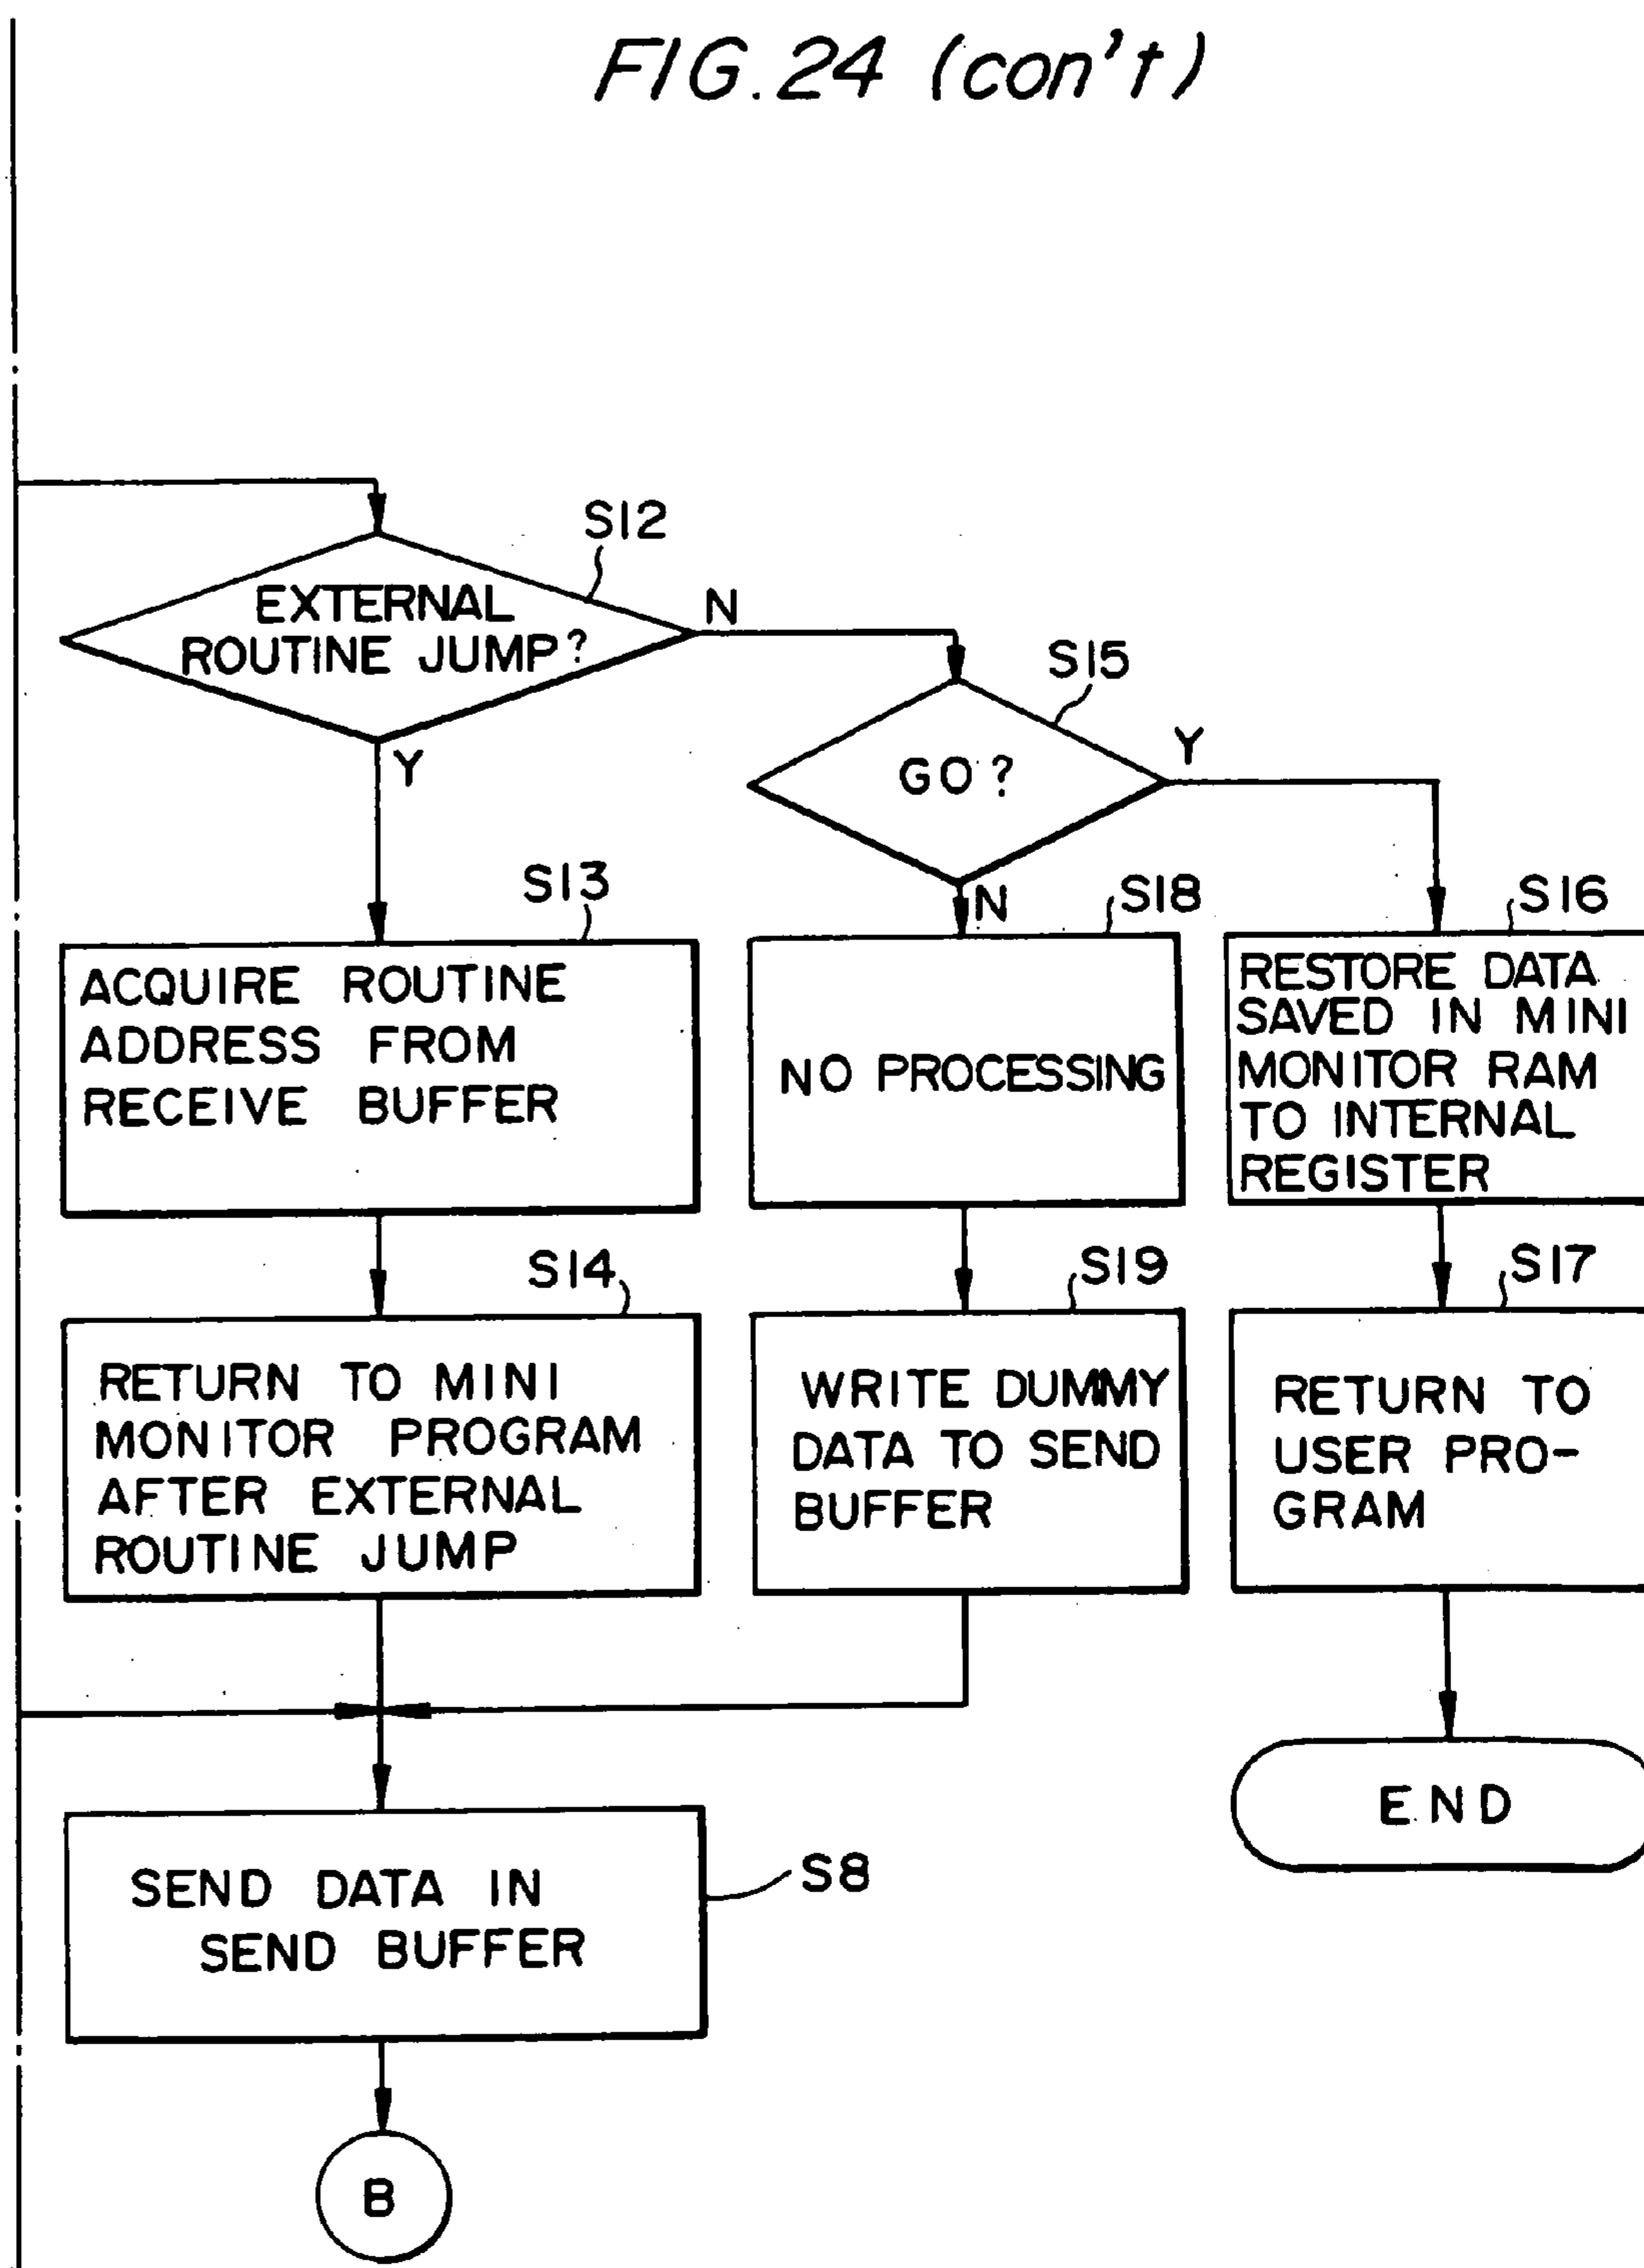 FIG. 24 (con't)
S12
EXTERNAL
ROUTINE JUMP?
N
Y
S15
GO?
Y
N
S13
ACQUIRE ROUTINE
ADDRESS FROM
RECEIVE BUFFER
S18
NO PROCESSING
S16
RESTORE DATA
SAVED IN MINI
MONITOR RAM
TO INTERNAL
REGISTER
S14
RETURN TO MINI
MONITOR PROGRAM
AFTER EXTERNAL
ROUTINE JUMP
S19
WRITE DUMMY
DATA TO SEND
BUFFER
S17
RETURN TO
USER PRO-
GRAM
END
SEND DATA IN
SEND BUFFER
S8
B